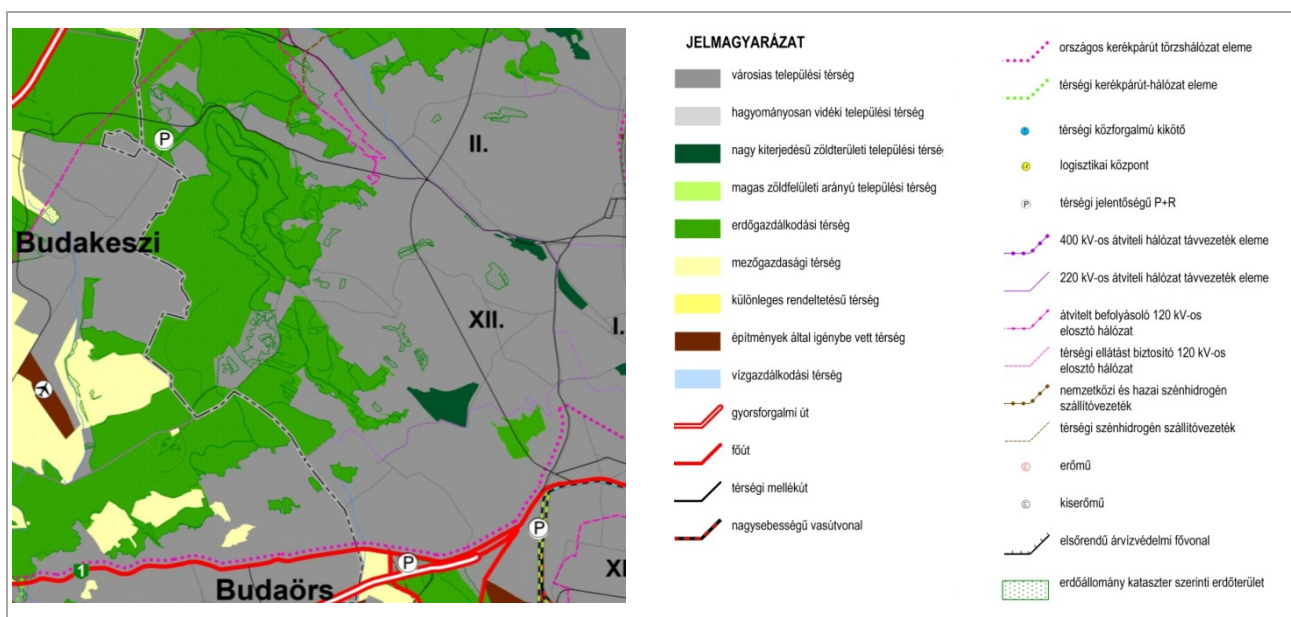 II.
P
Budakeszi
XII.
I.
P
1
P
Budaörs
XI
JELMAGYARÁZAT
városias települési térség
hagyományosan vidéki települési térség
nagy kiterjedésű zöldterületi települési térsé
magas zöldfelületi arányú települési térség
erdőgazdálkodási térség
mezőgazdasági térség
különleges rendeltetésű térség
építmények által igénybe vett térség
vízgazdálkodási térség
gyorsforgalmi út
főút
térségi mellékút
nagysebességű vasútvonal
országos kerékpárút törzshálózat eleme
térségi kerékpárút-hálózat eleme
térségi közforgalmú kikötő
logisztikai központ
P
térségi jelentőségű P+R
400 kV-os átviteli hálózat távvezeték eleme
220 kV-os átviteli hálózat távvezeték eleme
átvitelt befolyásoló 120 kV-os
elosztó hálózat
térségi ellátást biztosító 120 kV-os
elosztó hálózat
nemzetközi és hazai szénhidrogén
szállítóvezeték
térségi szénhidrogén szállítóvezeték
erőmű
kiserőmű
elsőrendű árvízvédelmi fővonal
erdőállomány kataszter szerinti erdőterület